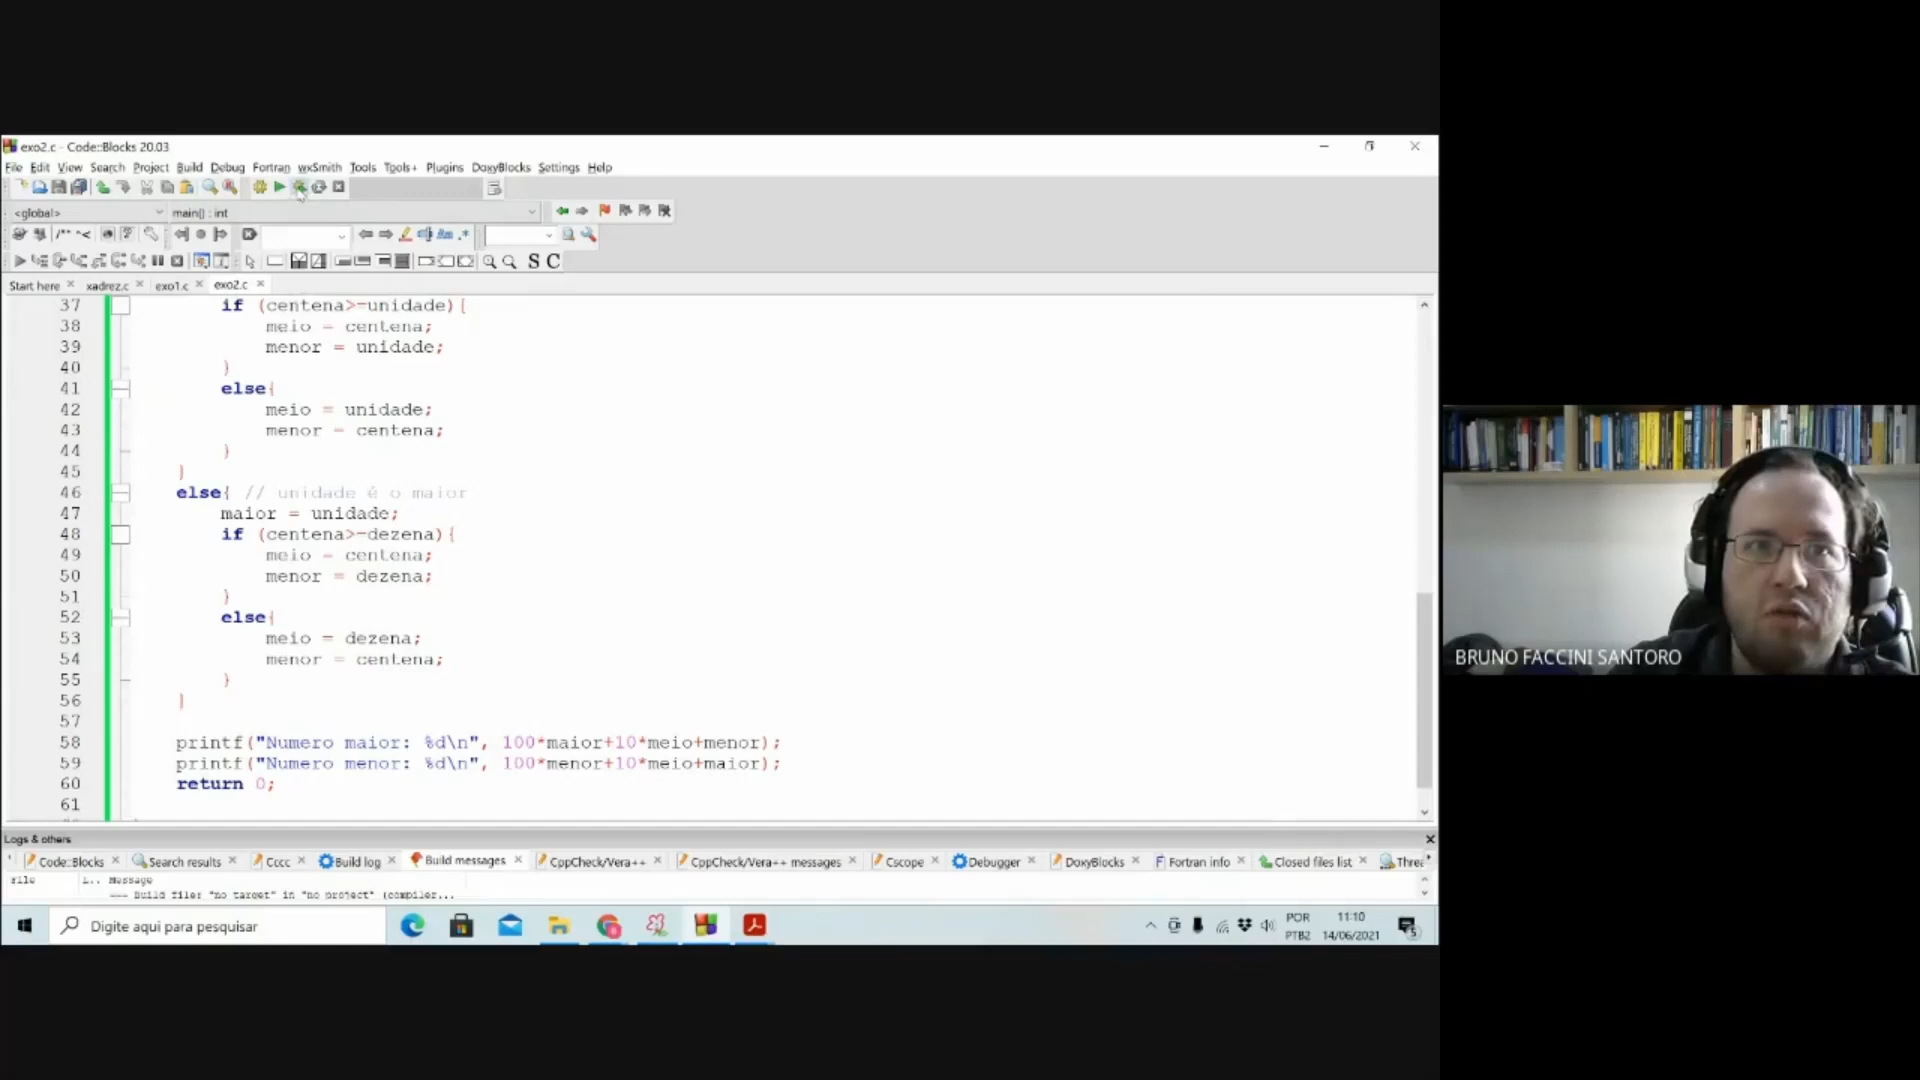 exo2.c - Code::Blocks 20.03
File Edit View Search Project Build Debug Fortran wxSmith Tools Tools+ Plugins DoxyBlocks Settings Help
<global> main() : int
S C
Start here xadrez.c exo1.c exo2.c
37 if (centena>=unidade){
38 meio = centena;
39 menor = unidade;
40 }
41 else{
42 meio = unidade;
43 menor = centena;
44 }
45 }
46 else{ // unidade é o maior
47 maior = unidade;
48 if (centena>=dezena){
49 meio = centena;
50 menor = dezena;
51 }
52 else{
53 meio = dezena;
54 menor = centena;
55 }
56 }
57
58 printf("Numero maior: %d\n", 100*maior+10*meio+menor);
59 printf("Numero menor: %d\n", 100*menor+10*meio+maior);
60 return 0;
61
Logs & others
Code::Blocks Search results Cccc Build log Build messages CppCheck/Vera++ CppCheck/Vera++ messages Cscope Debugger DoxyBlocks Fortran info Closed files list Threa
File L.. Message
=== Build file: "no target" in "no project" (compiler...
Digite aqui para pesquisar
POR 11:10
PTB2 14/06/2021
5
BRUNO FACCINI SANTORO